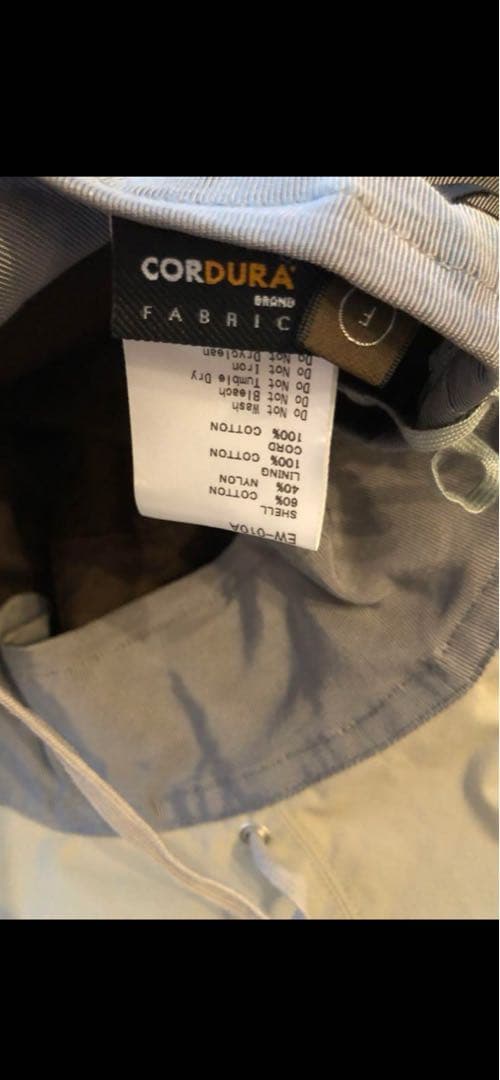 CORDURA
BRAND
FABRIC
F
EW-010A
SHELL
60% COTTON
40% NYLON
LINING
100% COTTON
CORD
100% COTTON
Do Not Wash
Do Not Bleach
Do Not Tumble Dry
Do Not Iron
Do Not Dryclean